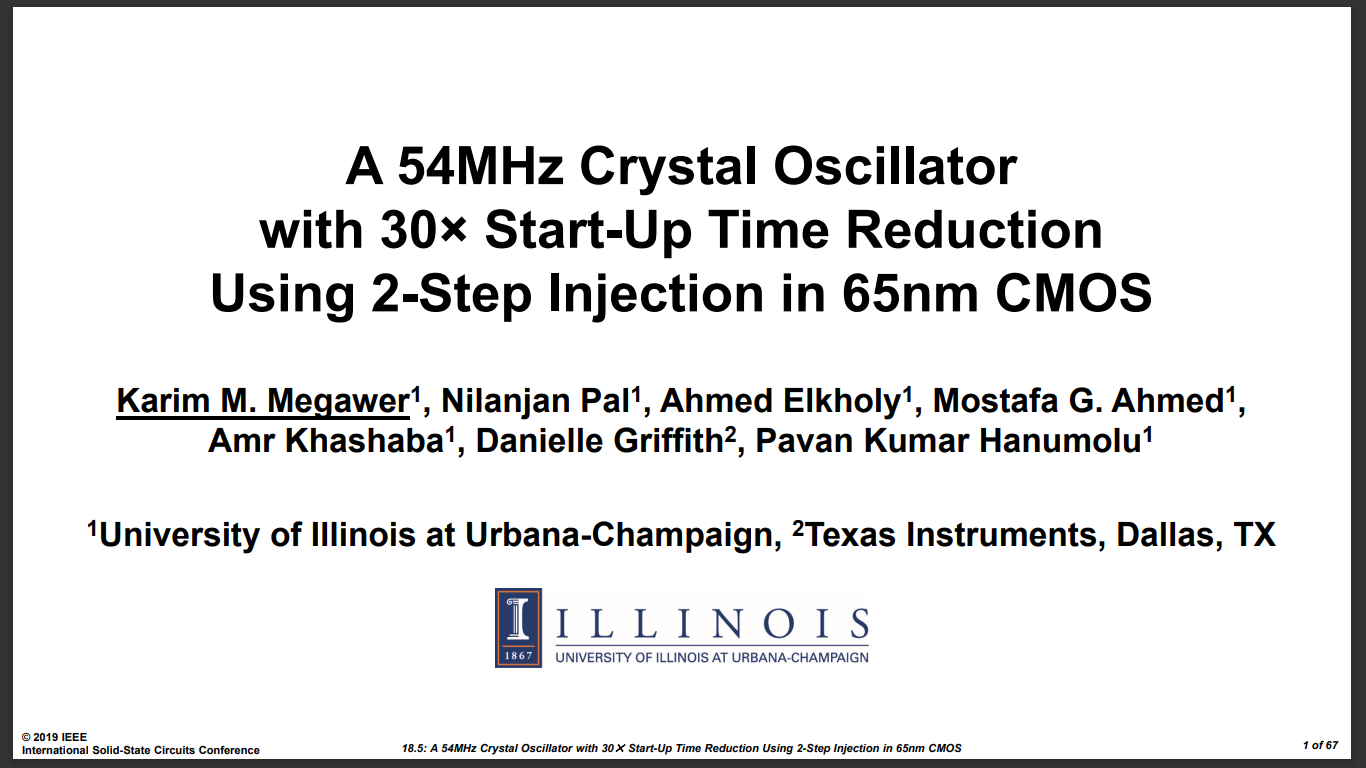 A 54MHz Crystal Oscillator
with 30× Start-Up Time Reduction
Using 2-Step Injection in 65nm CMOS
Karim M. Megawer¹, Nilanjan Pal¹, Ahmed Elkholy¹, Mostafa G. Ahmed¹,
Amr Khashaba¹, Danielle Griffith², Pavan Kumar Hanumolu¹
¹University of Illinois at Urbana-Champaign, ²Texas Instruments, Dallas, TX
I
1867
ILLINOIS
UNIVERSITY OF ILLINOIS AT URBANA-CHAMPAIGN
© 2019 IEEE
International Solid-State Circuits Conference
18.5: A 54MHz Crystal Oscillator with 30X Start-Up Time Reduction Using 2-Step Injection in 65nm CMOS
1 of 67